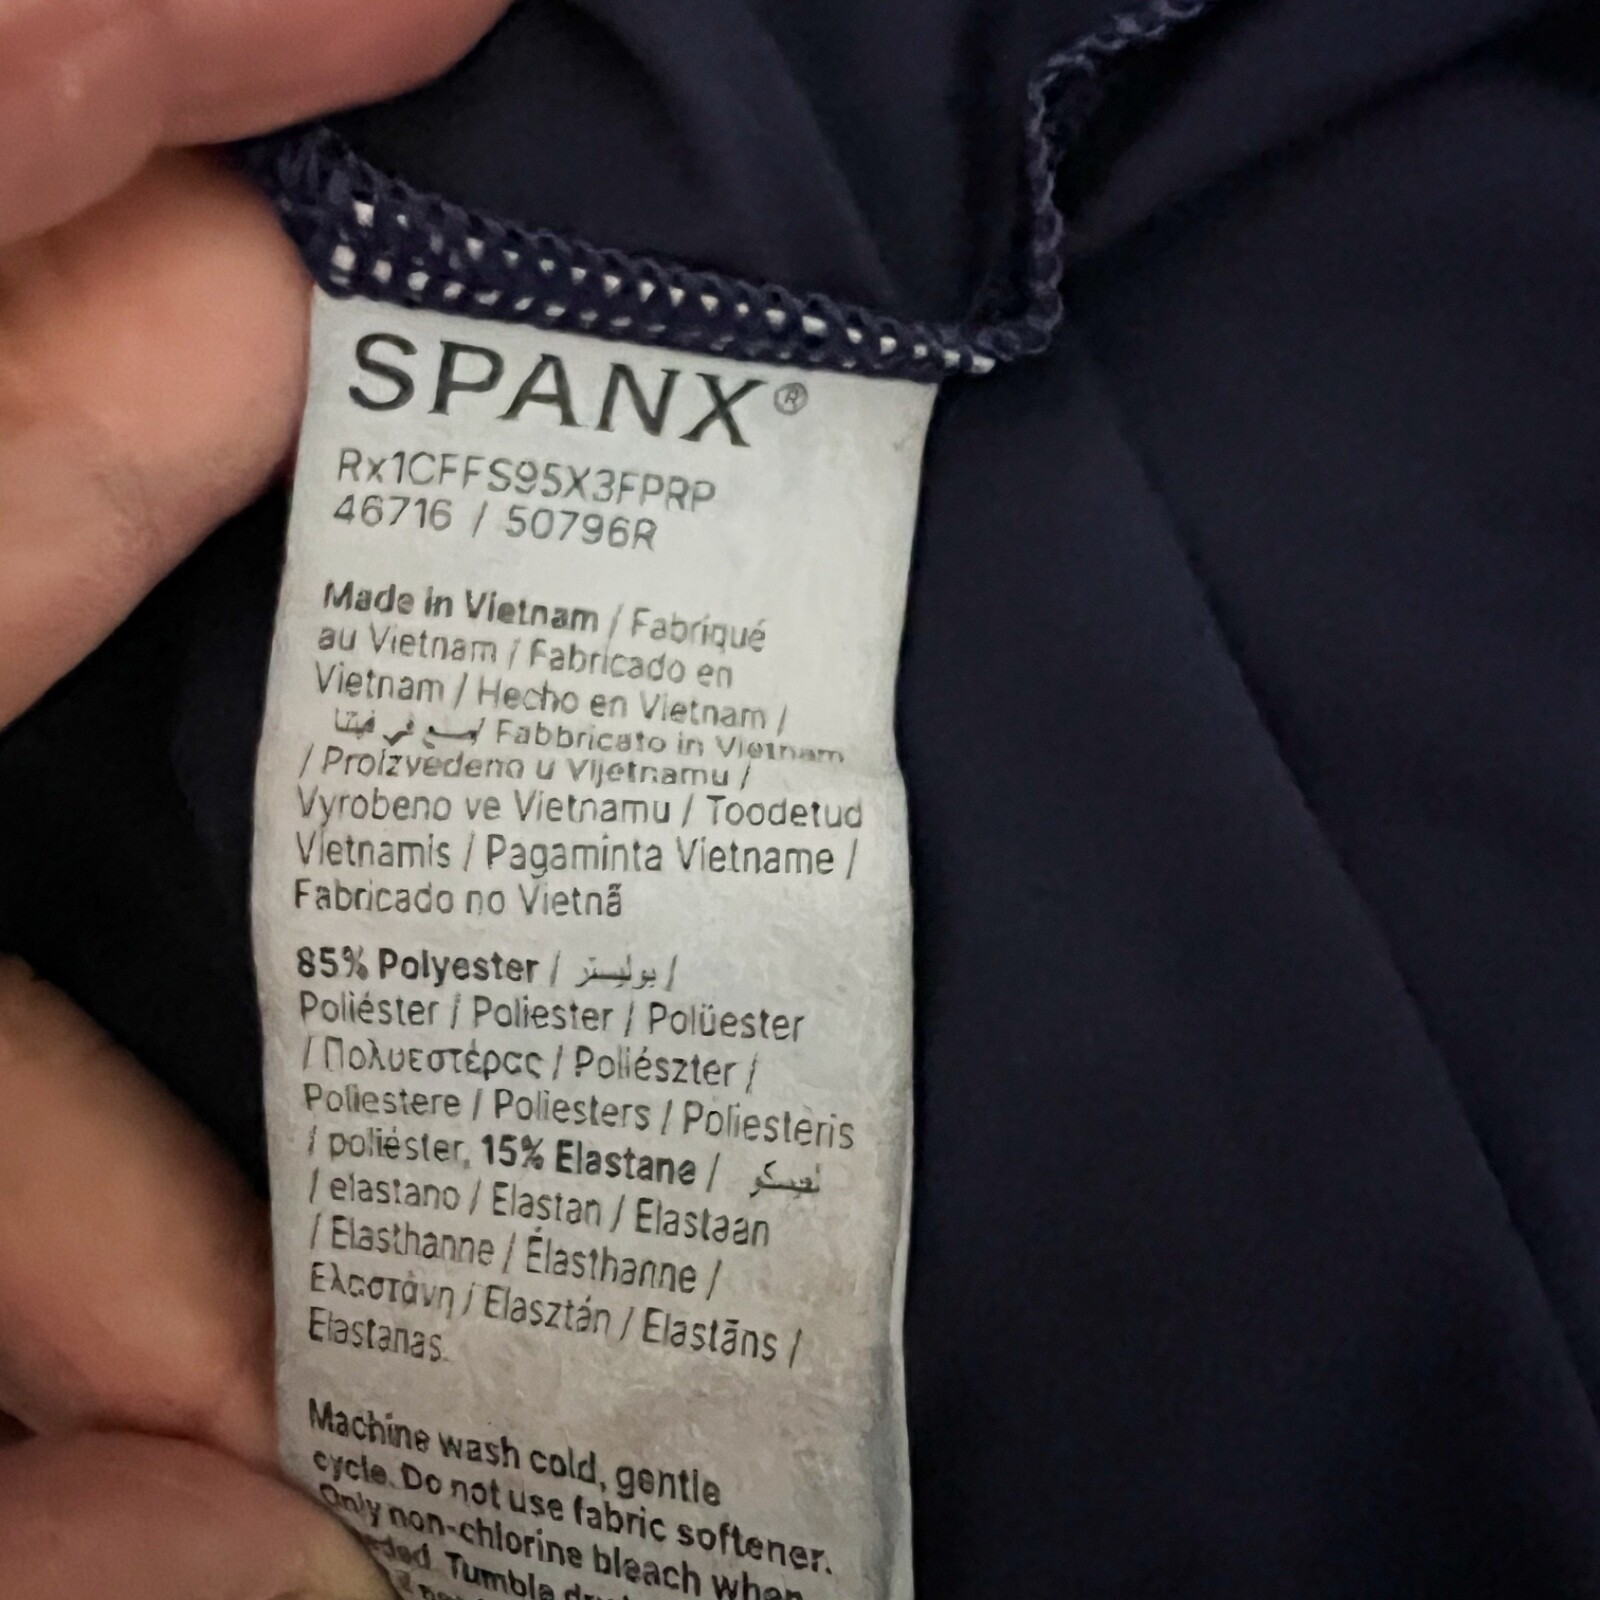 SPANX®
Rx1CFFS95X3FPRP
46716 / 50796R
Made in Vietnam / Fabriqué
au Vietnam / Fabricado en
Vietnam / Hecho en Vietnam /
/ Fabbricato in Vietnam
/ Proizvedeno u Vijetnamu /
Vyrobeno ve Vietnamu / Toodetud
Vietnamis / Pagaminta Vietname /
Fabricado no Vietnã
85% Polyester / بوليستر /
Poliéster / Poliester / Polüester
/ Πολυεστέρας / Poliészter /
Poliestere / Poliesters / Poliesteris
/ poliéster, 15% Elastane /
/ elastano / Elastan / Elastaan
/ Elasthanne / Élasthanne /
Ελαστάνη / Elasztán / Elastāns /
Elastanas.
Machine wash cold, gentle
cycle. Do not use fabric softener.
Only non-chlorine bleach when
Tumble